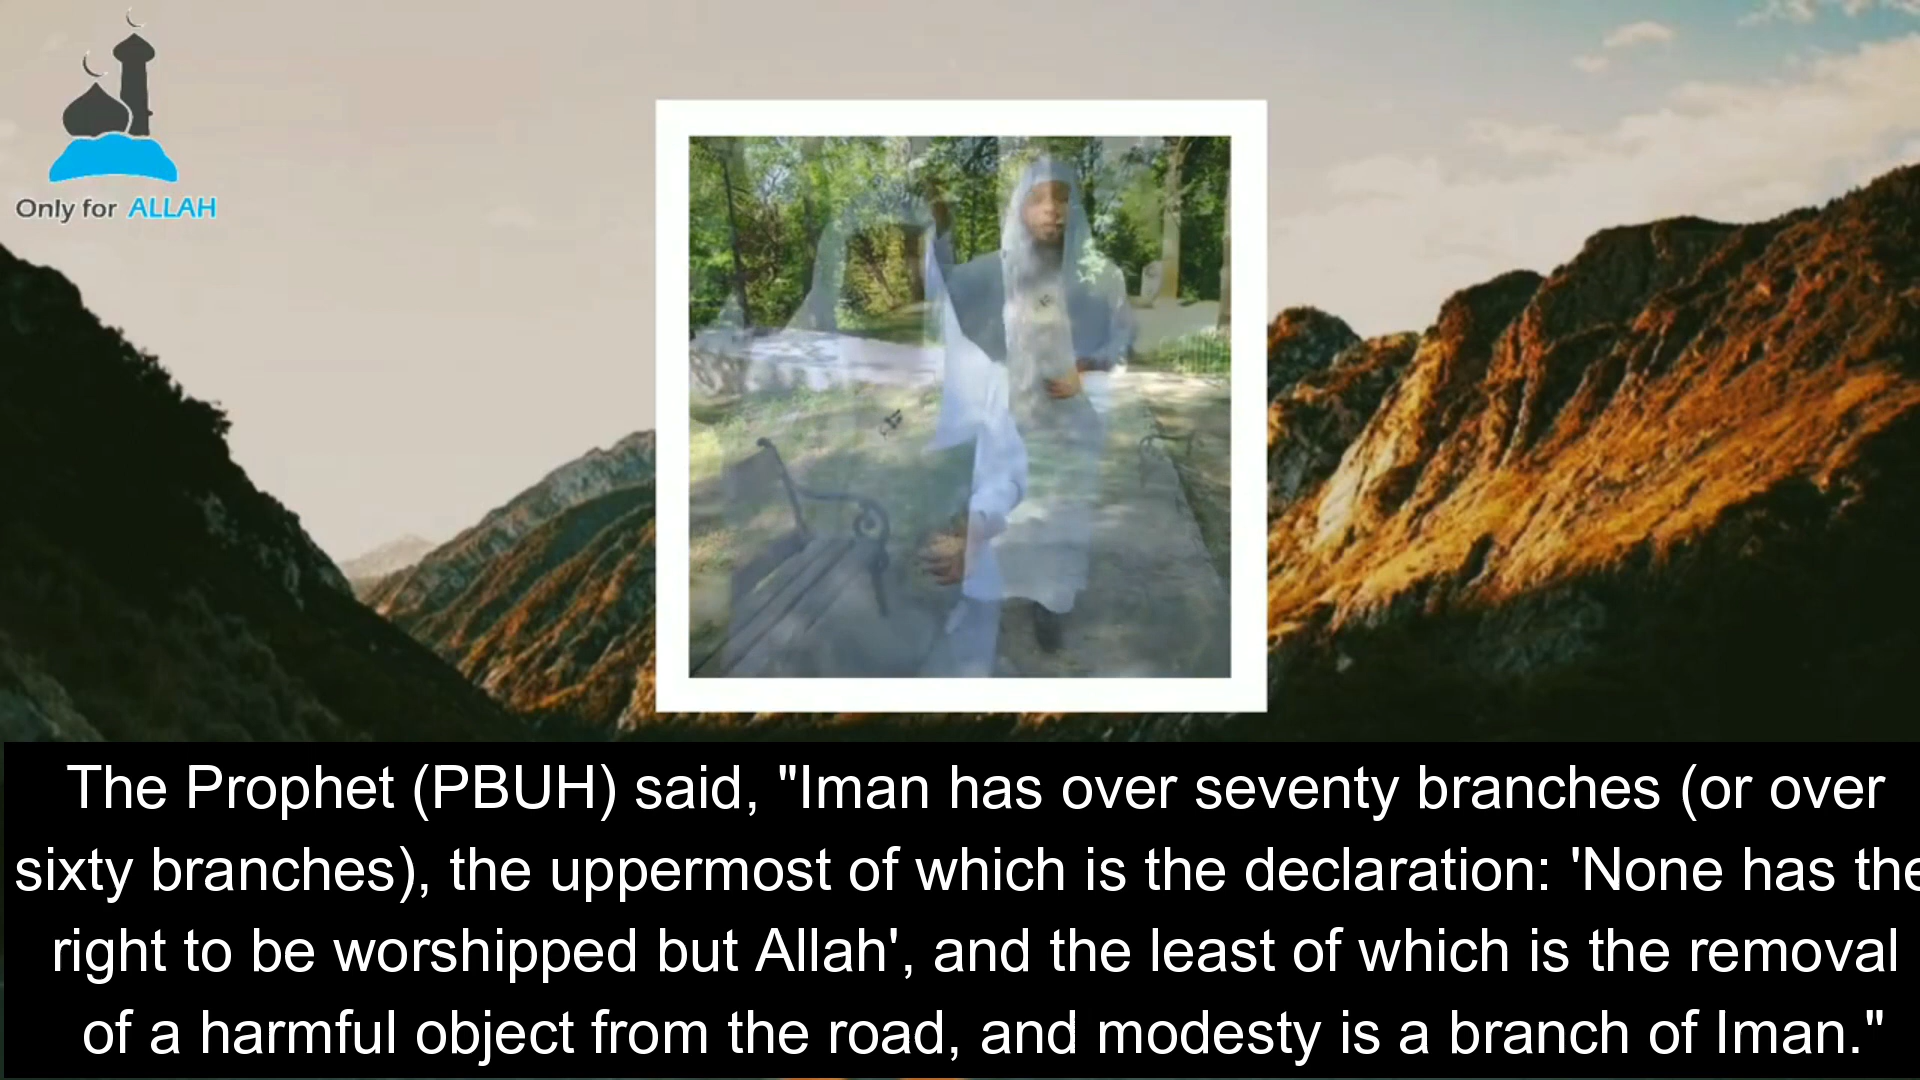 Only for ALLAH
The Prophet (PBUH) said, "Iman has over seventy branches (or over
sixty branches), the uppermost of which is the declaration: 'None has the
right to be worshipped but Allah', and the least of which is the removal
of a harmful object from the road, and modesty is a branch of Iman."